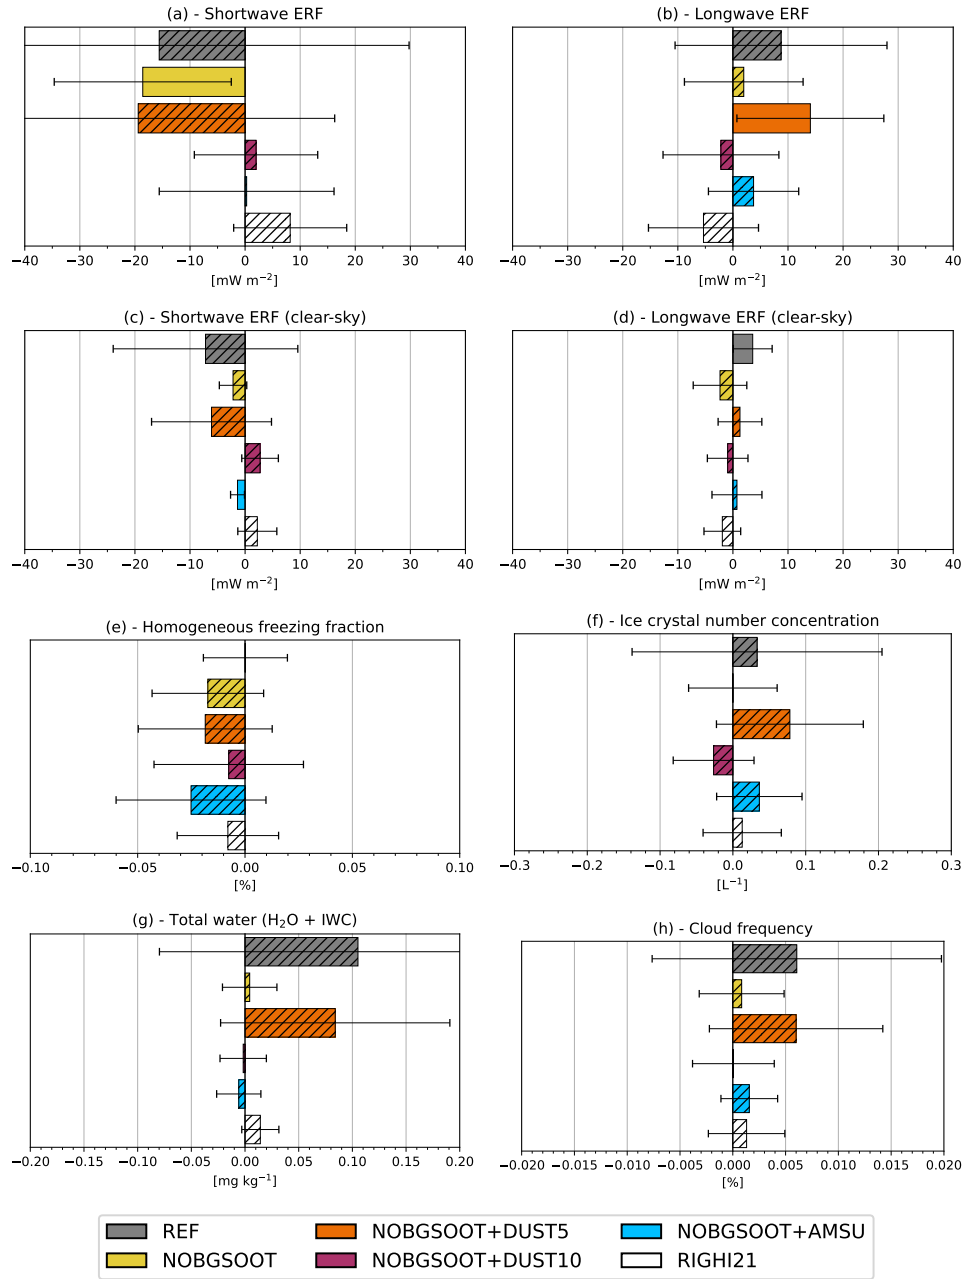 (a) - Shortwave ERF
(b) - Longwave ERF
−40 −30 −20 −10 0 10 20 30 40
−40 −30 −20 −10 0 10 20 30 40
[mW m⁻²]
[mW m⁻²]
(c) - Shortwave ERF (clear-sky)
(d) - Longwave ERF (clear-sky)
−40 −30 −20 −10 0 10 20 30 40
−40 −30 −20 −10 0 10 20 30 40
[mW m⁻²]
[mW m⁻²]
(e) - Homogeneous freezing fraction
(f) - Ice crystal number concentration
−0.10 −0.05 0.00 0.05 0.10
−0.3 −0.2 −0.1 0.0 0.1 0.2 0.3
[%]
[L⁻¹]
(g) - Total water (H₂O + IWC)
(h) - Cloud frequency
−0.20 −0.15 −0.10 −0.05 0.00 0.05 0.10 0.15 0.20
−0.020 −0.015 −0.010 −0.005 0.000 0.005 0.010 0.015 0.020
[mg kg⁻¹]
[%]
REF NOBGSOOT+DUST5 NOBGSOOT+AMSU
NOBGSOOT NOBGSOOT+DUST10 RIGHI21